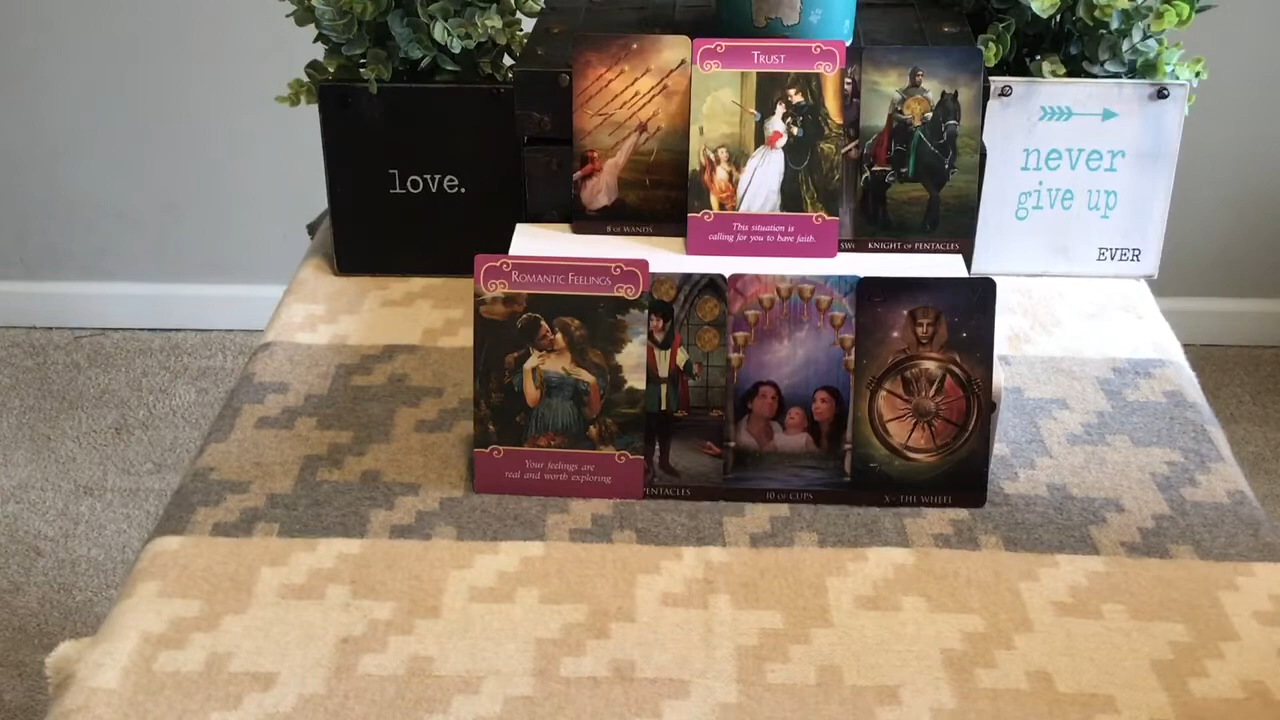 love.
8 OF WANDS
TRUST
This situation is
calling for you to have faith.
KNIGHT OF PENTACLES
never
give up
EVER
ROMANTIC FEELINGS
Your feelings are
real and worth exploring
PENTACLES
10 OF CUPS
X - THE WHEEL